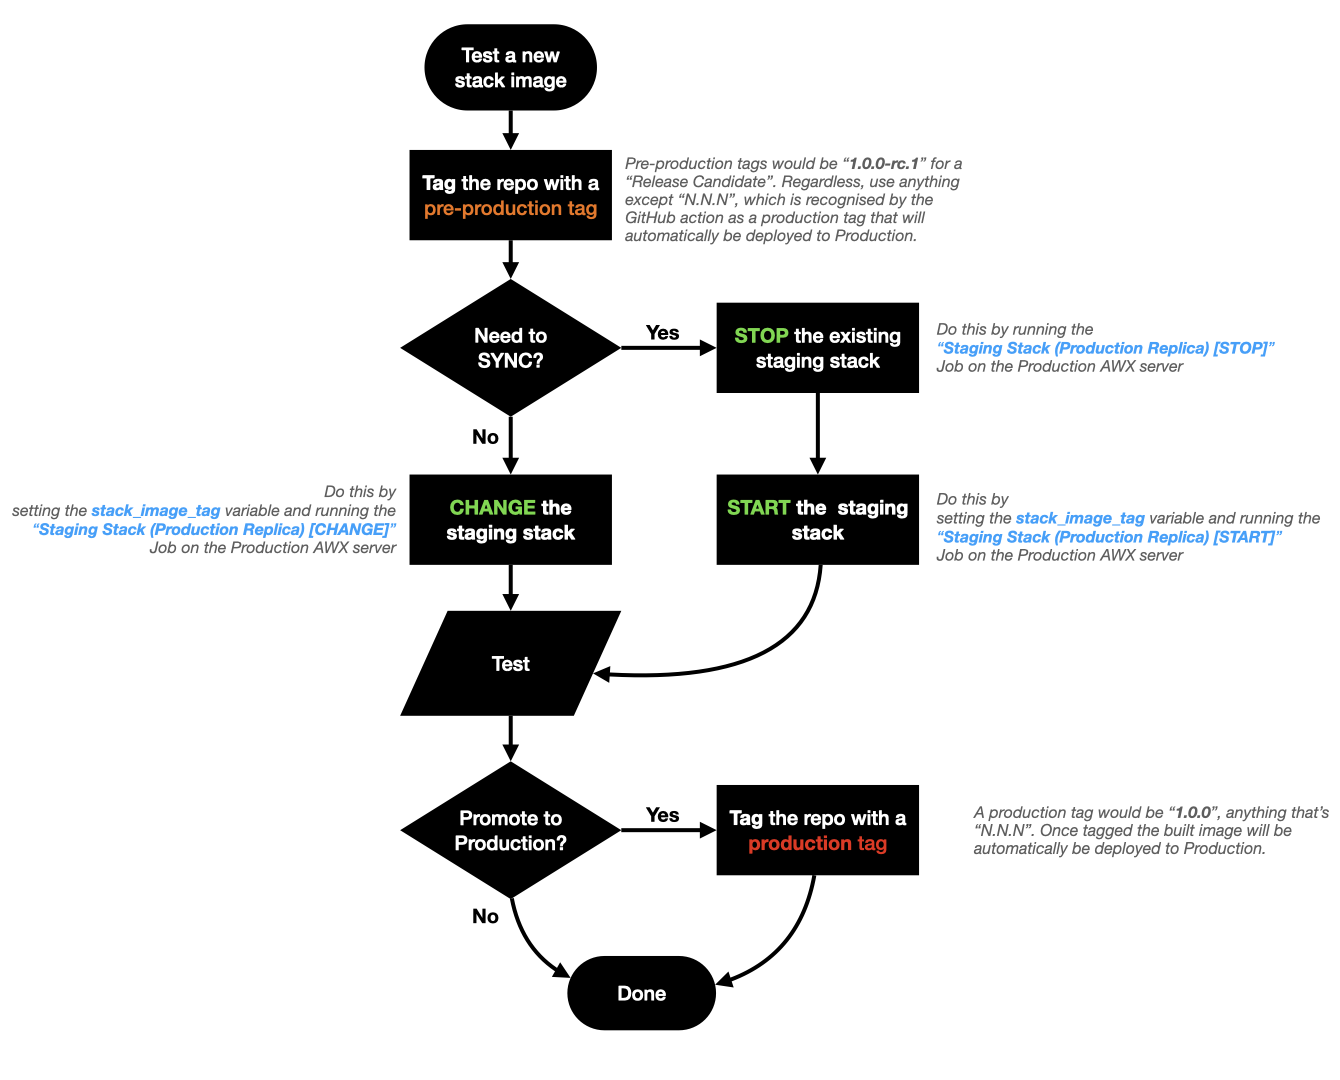 Test a new
stack image
Tag the repo with a
pre-production tag
Pre-production tags would be “1.0.0-rc.1” for a
“Release Candidate”. Regardless, use anything
except “N.N.N”, which is recognised by the
GitHub action as a production tag that will
automatically be deployed to Production.
Need to
SYNC?
Yes
STOP the existing
staging stack
Do this by running the
“Staging Stack (Production Replica) [STOP]”
Job on the Production AWX server
No
Do this by
setting the stack_image_tag variable and running the
“Staging Stack (Production Replica) [CHANGE]”
Job on the Production AWX server
CHANGE the
staging stack
START the  staging
stack
Do this by
setting the stack_image_tag variable and running the
“Staging Stack (Production Replica) [START]”
Job on the Production AWX server
Test
Promote to
Production?
Yes
Tag the repo with a
production tag
A production tag would be “1.0.0”, anything that’s
“N.N.N”. Once tagged the built image will be
automatically be deployed to Production.
No
Done